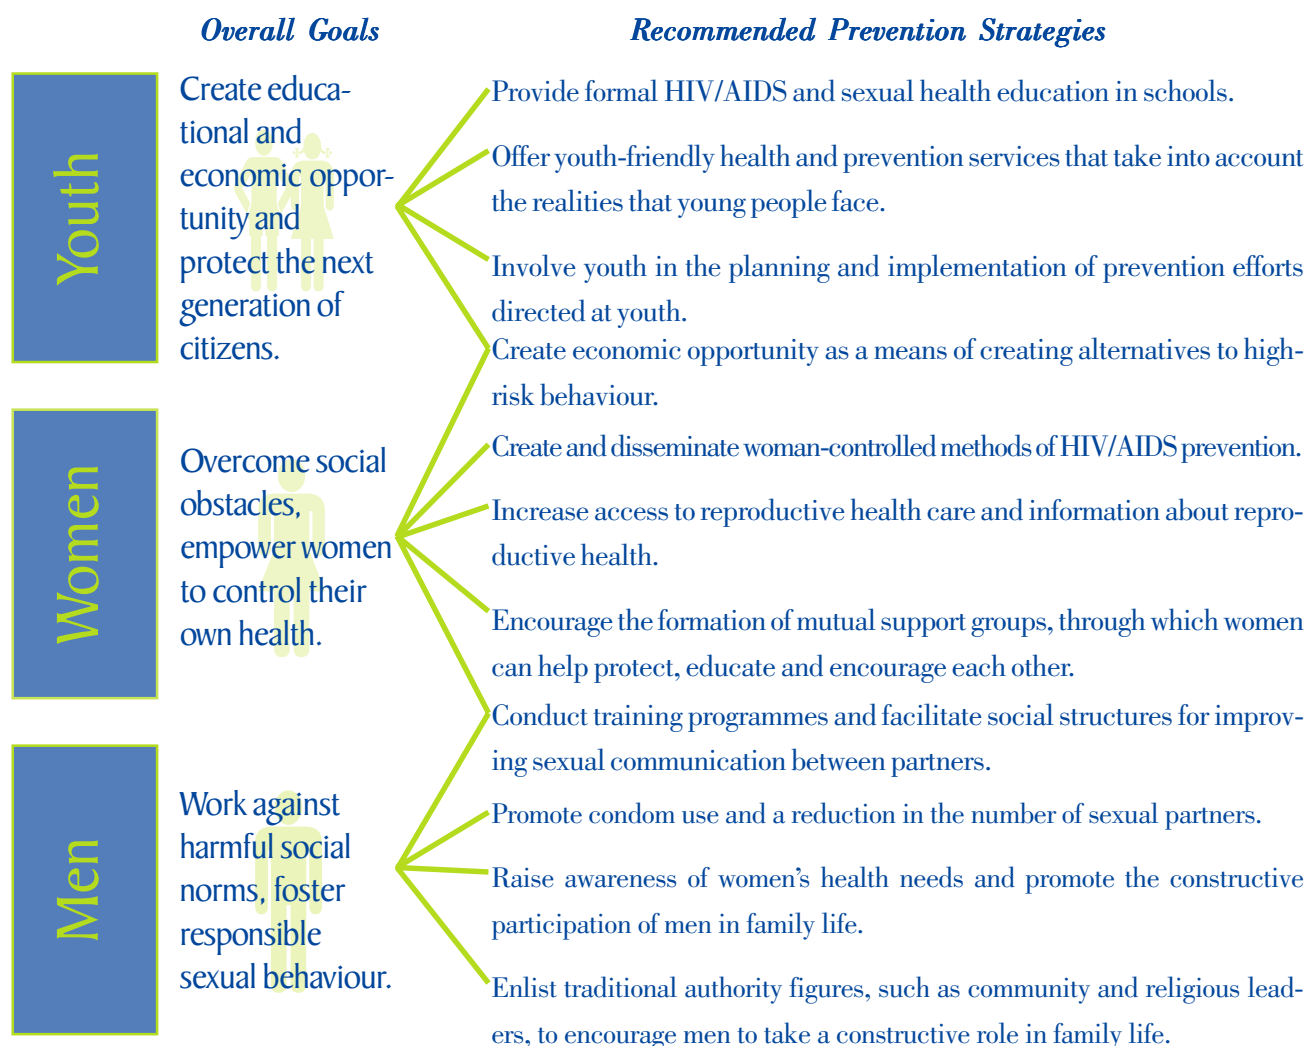 Overall Goals
Recommended Prevention Strategies
Youth
Create educa-
tional and
economic oppor-
tunity and
protect the next
generation of
citizens.
Provide formal HIV/AIDS and sexual health education in schools.
Offer youth-friendly health and prevention services that take into account
the realities that young people face.
Involve youth in the planning and implementation of prevention efforts
directed at youth.
Create economic opportunity as a means of creating alternatives to high-
risk behaviour.
Women
Overcome social
obstacles,
empower women
to control their
own health.
Create and disseminate woman-controlled methods of HIV/AIDS prevention.
Increase access to reproductive health care and information about repro-
ductive health.
Encourage the formation of mutual support groups, through which women
can help protect, educate and encourage each other.
Conduct training programmes and facilitate social structures for improv-
ing sexual communication between partners.
Men
Work against
harmful social
norms, foster
responsible
sexual behaviour.
Promote condom use and a reduction in the number of sexual partners.
Raise awareness of women's health needs and promote the constructive
participation of men in family life.
Enlist traditional authority figures, such as community and religious lead-
ers, to encourage men to take a constructive role in family life.